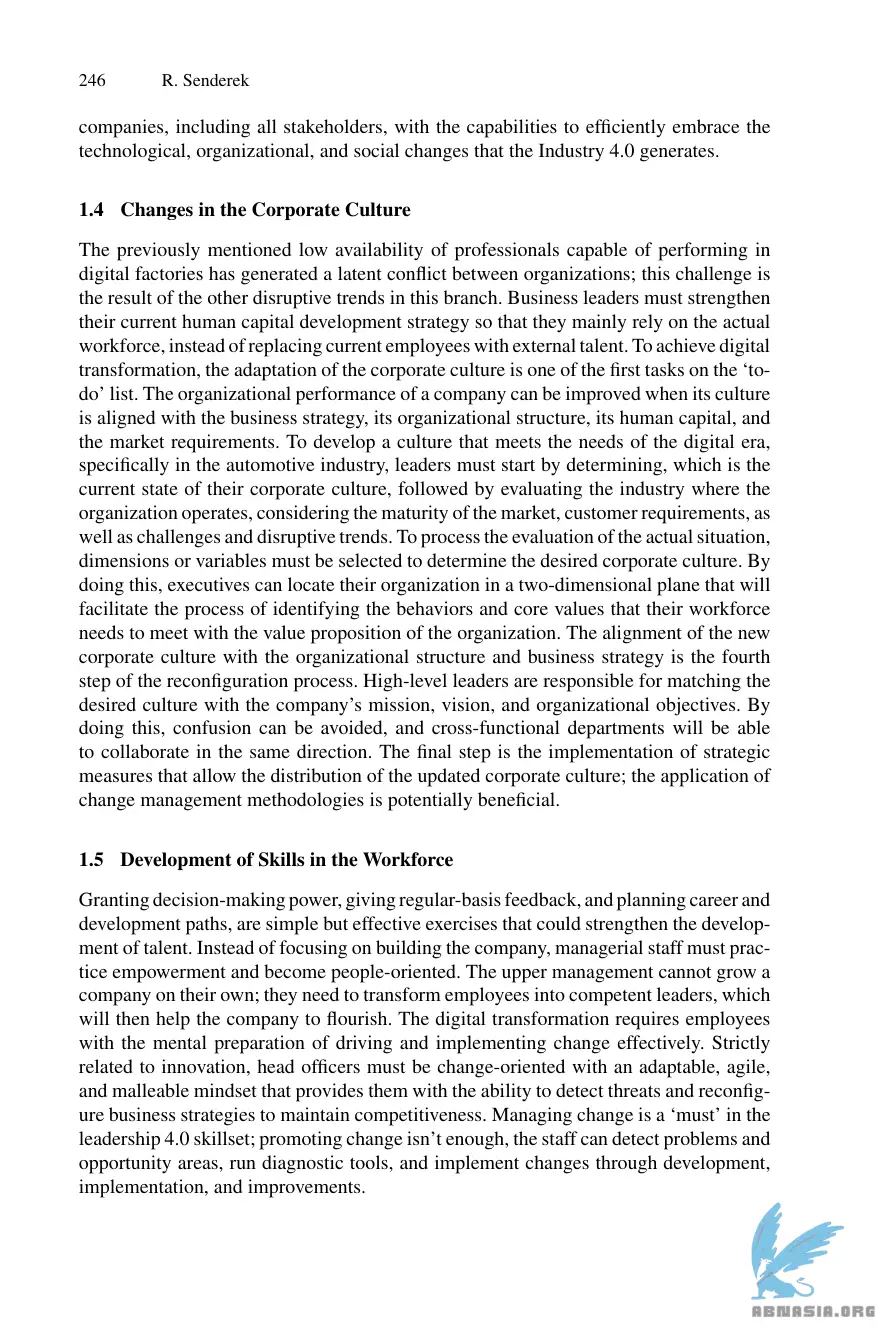 246 R. Senderek
companies, including all stakeholders, with the capabilities to efficiently embrace the
technological, organizational, and social changes that the Industry 4.0 generates.
1.4 Changes in the Corporate Culture
The previously mentioned low availability of professionals capable of performing in
digital factories has generated a latent conflict between organizations; this challenge is
the result of the other disruptive trends in this branch. Business leaders must strengthen
their current human capital development strategy so that they mainly rely on the actual
workforce, instead of replacing current employees with external talent. To achieve digital
transformation, the adaptation of the corporate culture is one of the first tasks on the ‘to-
do’ list. The organizational performance of a company can be improved when its culture
is aligned with the business strategy, its organizational structure, its human capital, and
the market requirements. To develop a culture that meets the needs of the digital era,
specifically in the automotive industry, leaders must start by determining, which is the
current state of their corporate culture, followed by evaluating the industry where the
organization operates, considering the maturity of the market, customer requirements, as
well as challenges and disruptive trends. To process the evaluation of the actual situation,
dimensions or variables must be selected to determine the desired corporate culture. By
doing this, executives can locate their organization in a two-dimensional plane that will
facilitate the process of identifying the behaviors and core values that their workforce
needs to meet with the value proposition of the organization. The alignment of the new
corporate culture with the organizational structure and business strategy is the fourth
step of the reconfiguration process. High-level leaders are responsible for matching the
desired culture with the company’s mission, vision, and organizational objectives. By
doing this, confusion can be avoided, and cross-functional departments will be able
to collaborate in the same direction. The final step is the implementation of strategic
measures that allow the distribution of the updated corporate culture; the application of
change management methodologies is potentially beneficial.
1.5 Development of Skills in the Workforce
Granting decision-making power, giving regular-basis feedback, and planning career and
development paths, are simple but effective exercises that could strengthen the develop-
ment of talent. Instead of focusing on building the company, managerial staff must prac-
tice empowerment and become people-oriented. The upper management cannot grow a
company on their own; they need to transform employees into competent leaders, which
will then help the company to flourish. The digital transformation requires employees
with the mental preparation of driving and implementing change effectively. Strictly
related to innovation, head officers must be change-oriented with an adaptable, agile,
and malleable mindset that provides them with the ability to detect threats and reconfig-
ure business strategies to maintain competitiveness. Managing change is a ‘must’ in the
leadership 4.0 skillset; promoting change isn’t enough, the staff can detect problems and
opportunity areas, run diagnostic tools, and implement changes through development,
implementation, and improvements.
ABNASIA.ORG